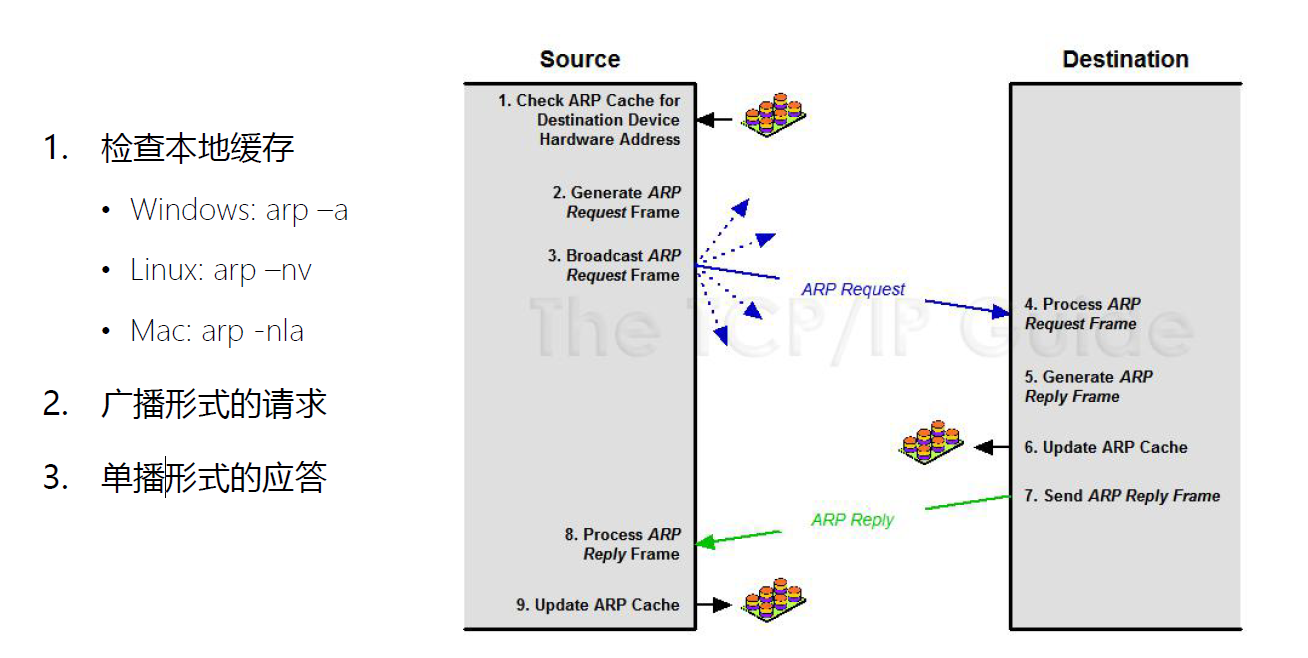 1. 检查本地缓存
• Windows: arp –a
• Linux: arp –nv
• Mac: arp -nla
2. 广播形式的请求
3. 单播形式的应答
Source
Destination
1. Check ARP Cache for
Destination Device
Hardware Address
2. Generate ARP
Request Frame
3. Broadcast ARP
Request Frame
ARP Request
The TCP/IP Guide
4. Process ARP
Request Frame
5. Generate ARP
Reply Frame
6. Update ARP Cache
7. Send ARP Reply Frame
ARP Reply
8. Process ARP
Reply Frame
9. Update ARP Cache